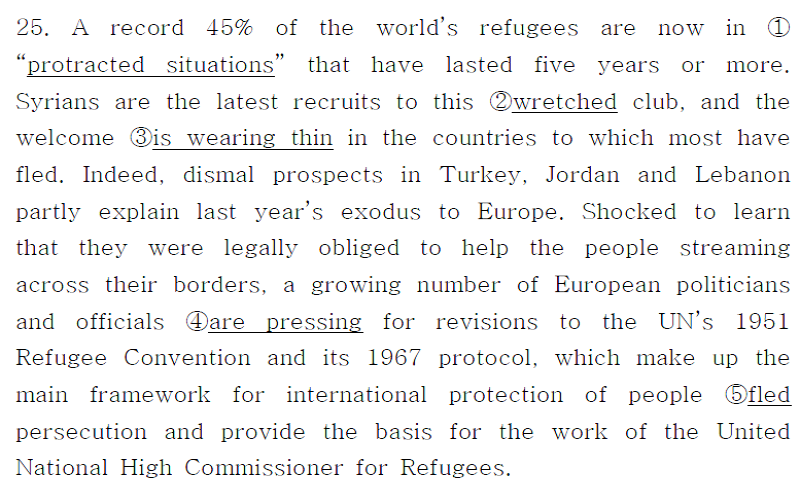 25. A record 45% of the world's refugees are now in ①
“protracted situations” that have lasted five years or more.
Syrians are the latest recruits to this ②wretched club, and the
welcome ③is wearing thin in the countries to which most have
fled. Indeed, dismal prospects in Turkey, Jordan and Lebanon
partly explain last year's exodus to Europe. Shocked to learn
that they were legally obliged to help the people streaming
across their borders, a growing number of European politicians
and officials ④are pressing for revisions to the UN's 1951
Refugee Convention and its 1967 protocol, which make up the
main framework for international protection of people ⑤fled
persecution and provide the basis for the work of the United
National High Commissioner for Refugees.